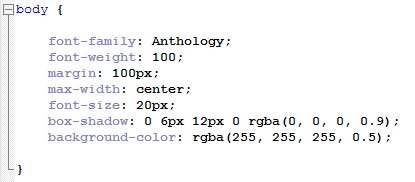 body {
font-family: Anthology;
font-weight: 100;
margin: 100px;
max-width: center;
font-size: 20px;
box-shadow: 0 6px 12px 0 rgba(0, 0, 0, 0.9);
background-color: rgba(255, 255, 255, 0.5);
}